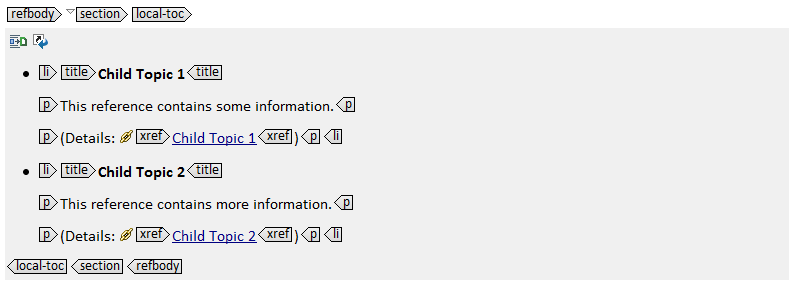 refbody section local-toc
li title Child Topic 1 title
p This reference contains some information. p
p (Details: xref Child Topic 1 xref ) p li
li title Child Topic 2 title
p This reference contains more information. p
p (Details: xref Child Topic 2 xref ) p li
local-toc section refbody